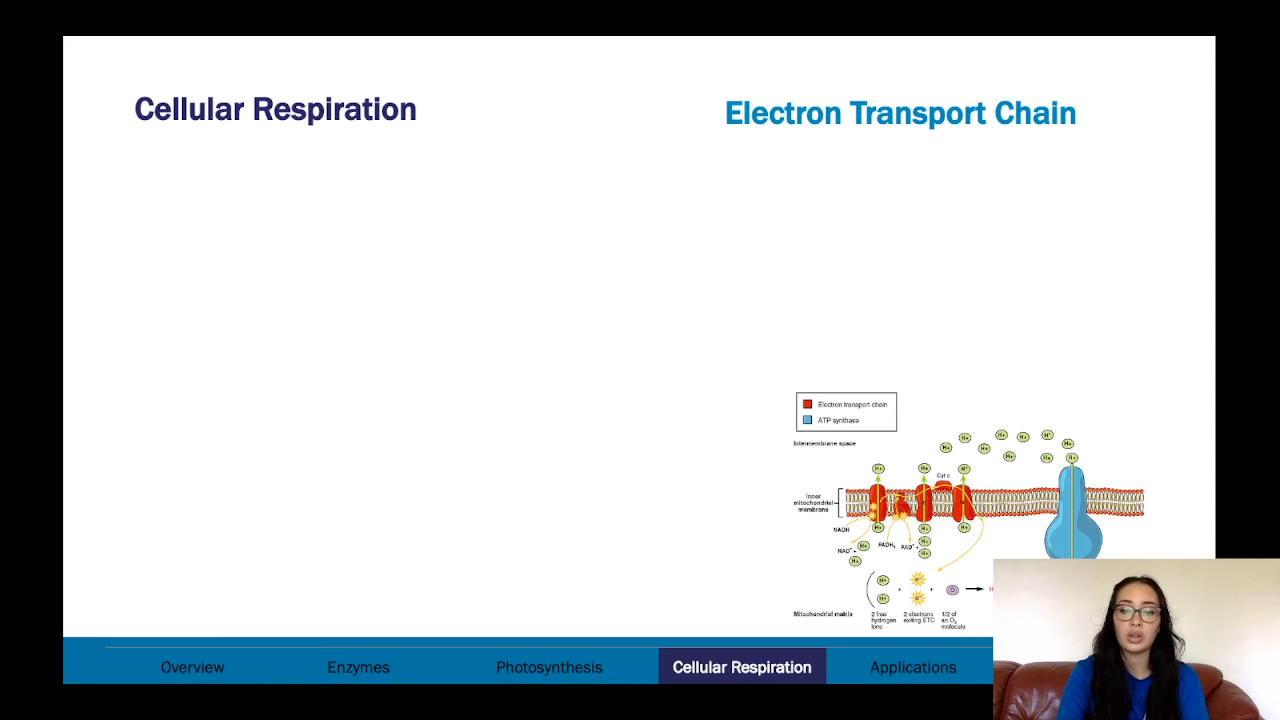 Cellular Respiration
Electron Transport Chain
Electron transport chain
ATP synthase
Intermembrane space
H+ H+ H+ H+ H+ H+ H+ H+ H+ H+
H+ H+ H+
Cyt c
Inner
mitochondrial
membrane
H+ H+ H+
NADH
H+
NAD+ + H+
FADH2 FAD+ + H+
H+
H+ e- O
+ + H
H+ e-
Mitochondrial matrix
2 free
hydrogen
ions
2 electrons
exiting ETC
1/2 of
an O2
molecule
Overview Enzymes Photosynthesis Cellular Respiration Applications